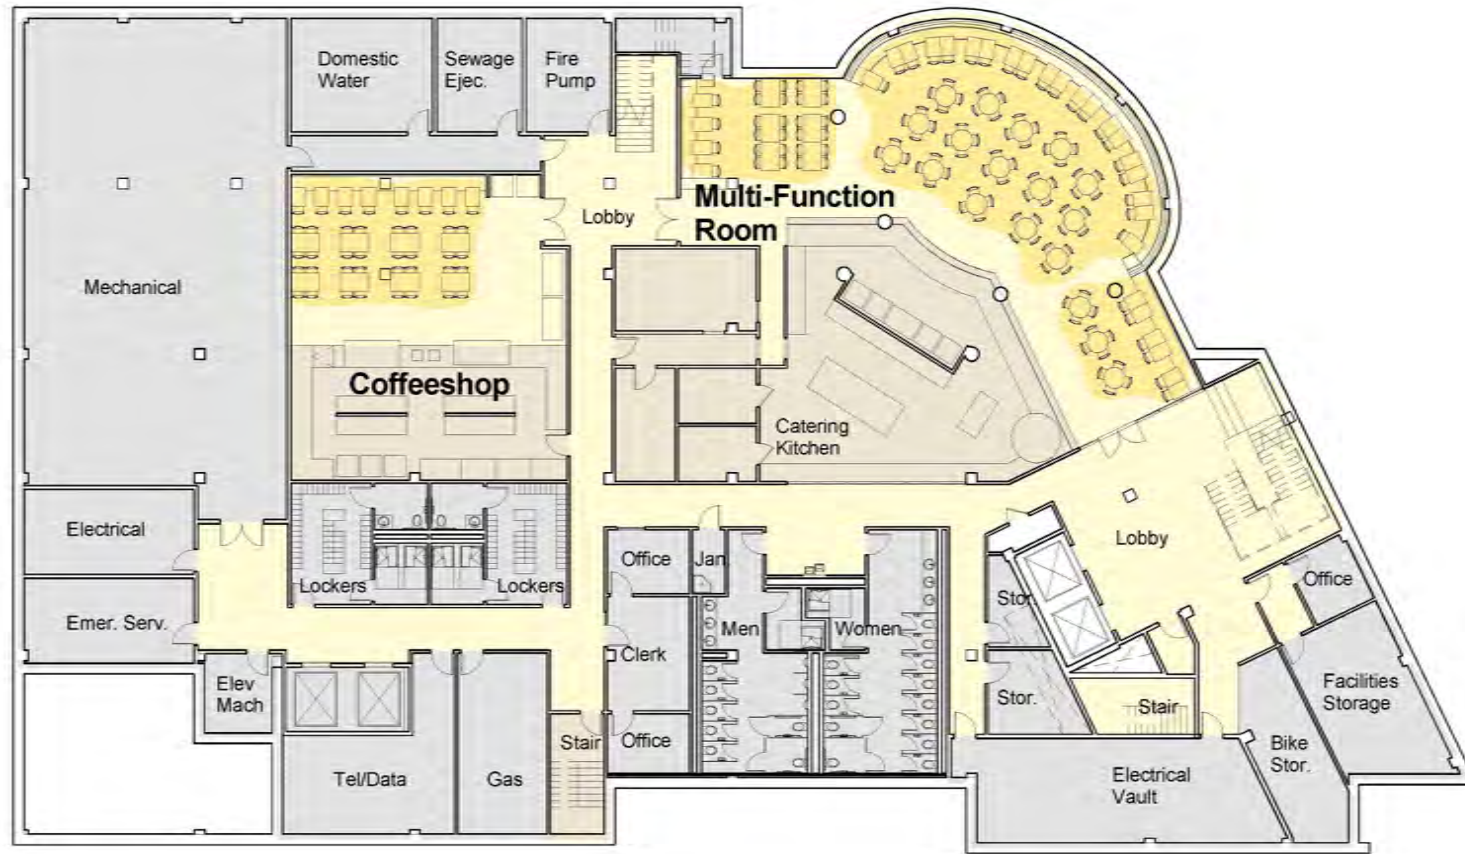 Domestic
Water
Sewage
Ejec.
Fire
Pump
Lobby
Multi-Function
Room
Mechanical
Coffeeshop
Catering
Kitchen
Electrical
Lockers
Lockers
Office
Jan
Lobby
Emer. Serv.
Men
Women
Stor.
Office
Clerk
Elev
Mach
Stor.
Stair
Facilities
Storage
Stair
Office
Tel/Data
Gas
Electrical
Vault
Bike
Stor.